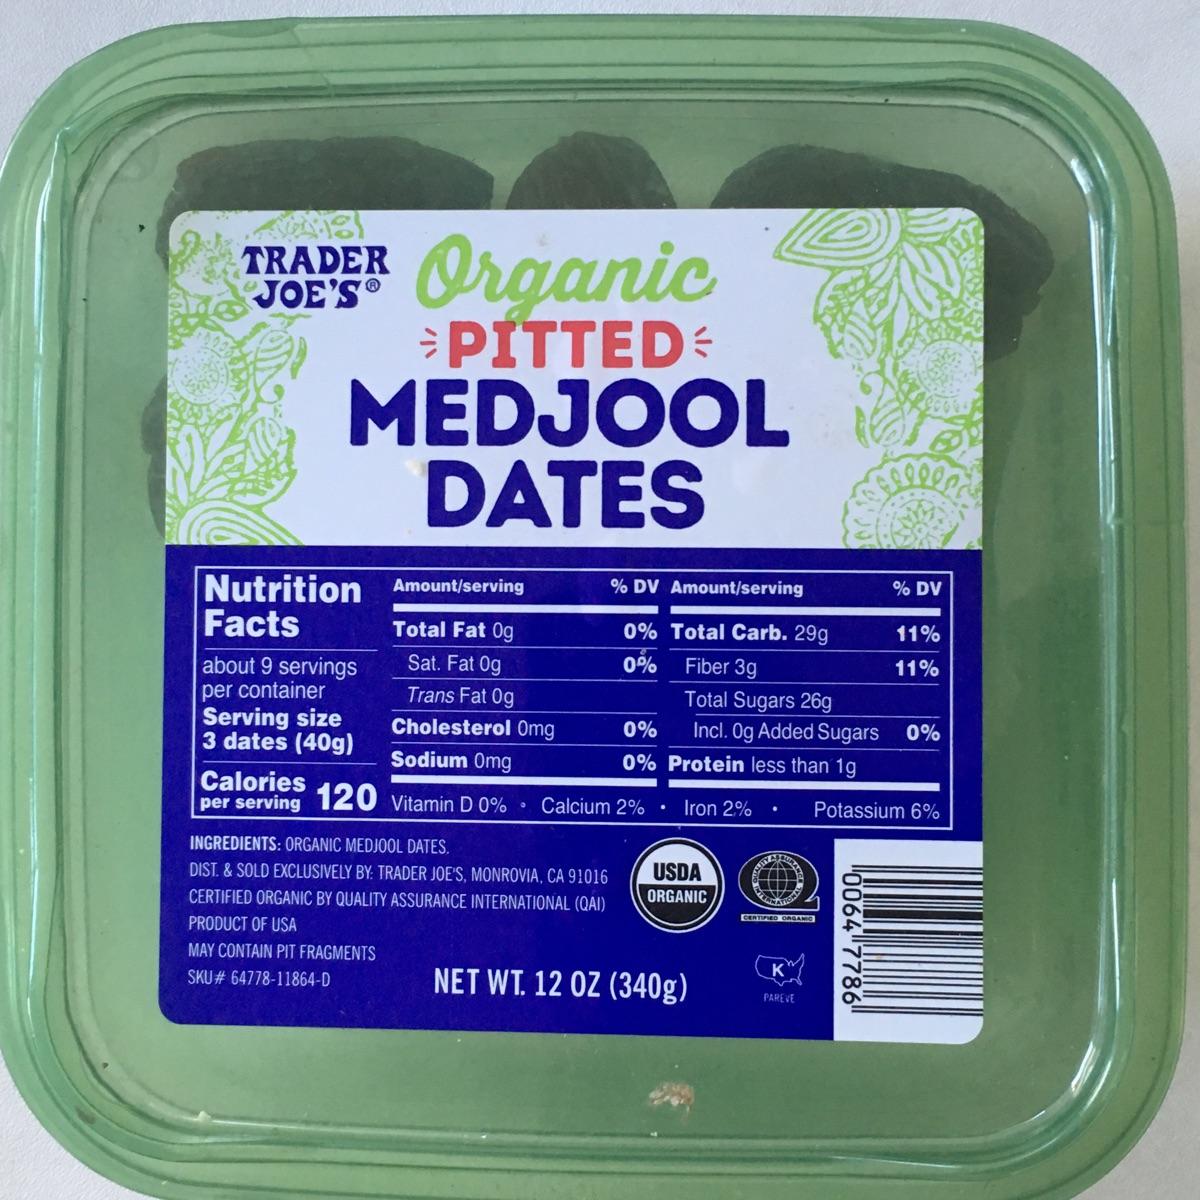 TRADER
JOE'S®
Organic
PITTED
MEDJOOL
DATES
Nutrition
Facts
about 9 servings
per container
Serving size
3 dates (40g)
Calories
per serving 120
Amount/serving % DV
Total Fat 0g 0%
Sat. Fat 0g 0%
Trans Fat 0g
Cholesterol 0mg 0%
Sodium 0mg 0%
Amount/serving % DV
Total Carb. 29g 11%
Fiber 3g 11%
Total Sugars 26g
Incl. 0g Added Sugars 0%
Protein less than 1g
Vitamin D 0% • Calcium 2% • Iron 2% • Potassium 6%
INGREDIENTS: ORGANIC MEDJOOL DATES.
DIST. & SOLD EXCLUSIVELY BY: TRADER JOE'S, MONROVIA, CA 91016
CERTIFIED ORGANIC BY QUALITY ASSURANCE INTERNATIONAL (QAI)
PRODUCT OF USA
MAY CONTAIN PIT FRAGMENTS
SKU# 64778-11864-D
NET WT. 12 OZ (340g)
USDA
ORGANIC
QUALITY ASSURANCE
INTERNATIONAL
CERTIFIED ORGANIC
K
PAREVE
0064 7786